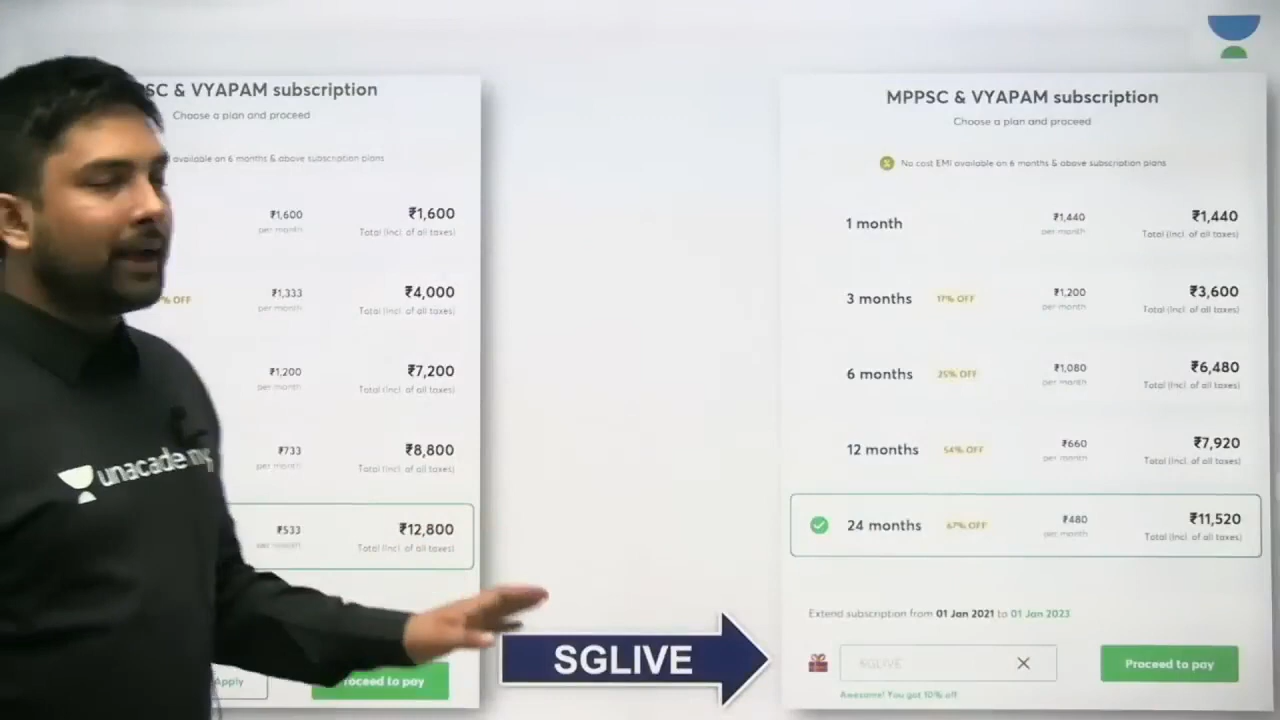 SC & VYAPAM subscription
Choose a plan and proceed
available on 6 months & above subscription plans
₹1,600 ₹1,600
per month Total (Incl. of all taxes)
% OFF ₹1,333 ₹4,000
per month Total (Incl. of all taxes)
₹1,200 ₹7,200
per month Total (Incl. of all taxes)
₹733 ₹8,800
per month Total (Incl. of all taxes)
₹533 ₹12,800
per month Total (Incl. of all taxes)
Apply roceed to pay
unacademy
SGLIVE
MPPSC & VYAPAM subscription
Choose a plan and proceed
No cost EMI available on 6 months & above subscription plans
1 month ₹1,440 ₹1,440
per month Total (Incl. of all taxes)
3 months 17% OFF ₹1,200 ₹3,600
per month Total (Incl. of all taxes)
6 months 25% OFF ₹1,080 ₹6,480
per month Total (Incl. of all taxes)
12 months 54% OFF ₹660 ₹7,920
per month Total (Incl. of all taxes)
24 months 67% OFF ₹480 ₹11,520
per month Total (Incl. of all taxes)
Extend subscription from 01 Jan 2021 to 01 Jan 2023
SGLIVE Proceed to pay
Awesome! You got 10% off